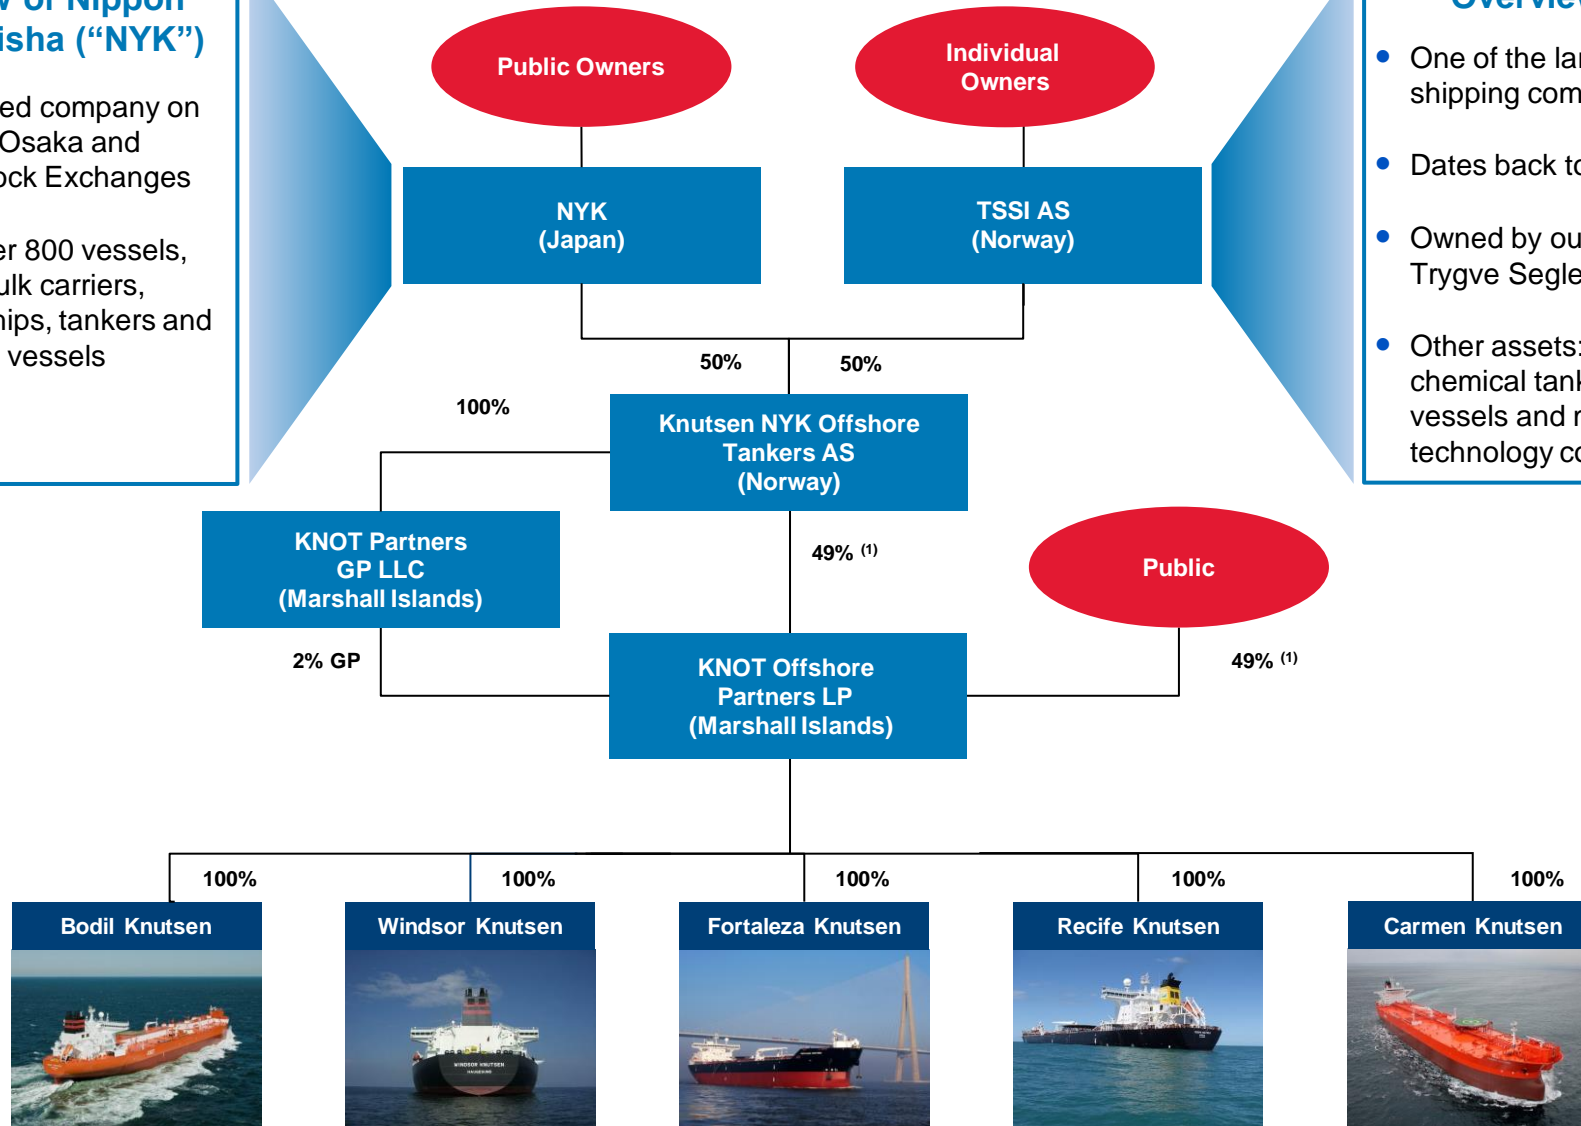 isha (“NYK”)
ed company on
Osaka and
ock Exchanges
er 800 vessels,
ulk carriers,
hips, tankers and
vessels
Public Owners
Individual
Owners
NYK
(Japan)
TSSI AS
(Norway)
One of the lar
shipping com
Dates back to
Owned by ou
Trygve Segle
Other assets:
chemical tank
vessels and r
technology co
50%
50%
100%
Knutsen NYK Offshore
Tankers AS
(Norway)
KNOT Partners
GP LLC
(Marshall Islands)
49% (1)
Public
2% GP
KNOT Offshore
Partners LP
(Marshall Islands)
49% (1)
100%
100%
100%
100%
100%
Bodil Knutsen
Windsor Knutsen
Fortaleza Knutsen
Recife Knutsen
Carmen Knutsen
WINDSOR KNUTSEN